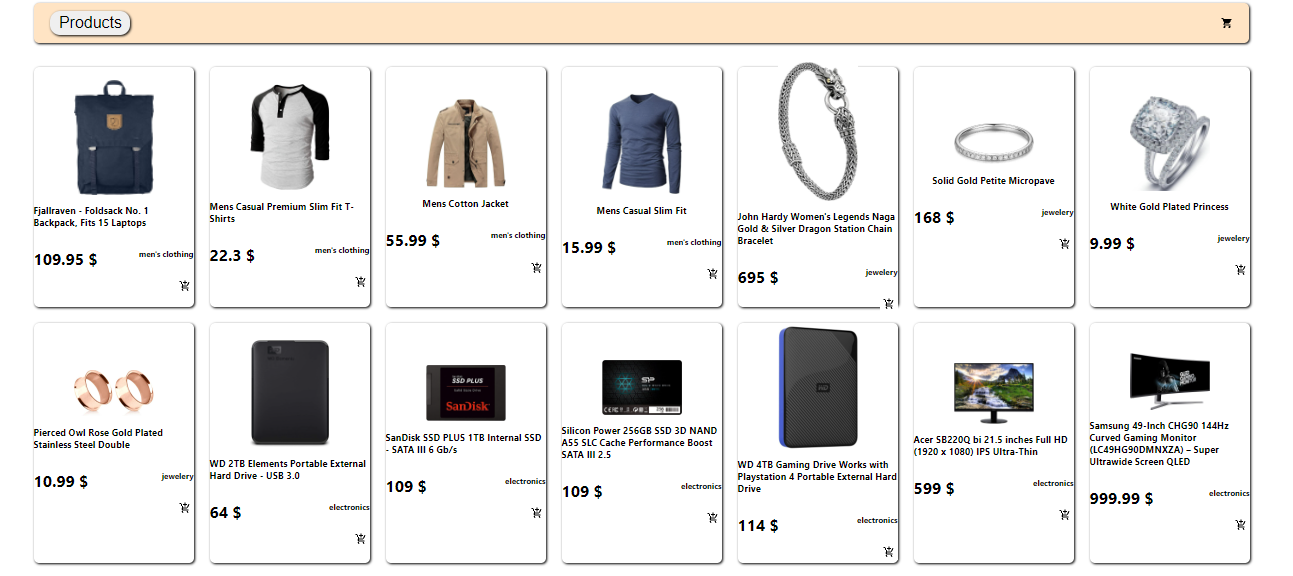 Products
Fjallraven - Foldsack No. 1
Backpack, Fits 15 Laptops
109.95 $
men's clothing
Mens Casual Premium Slim Fit T-
Shirts
22.3 $
men's clothing
Mens Cotton Jacket
55.99 $
men's clothing
Mens Casual Slim Fit
15.99 $
men's clothing
John Hardy Women's Legends Naga
Gold & Silver Dragon Station Chain
Bracelet
695 $
jewelery
Solid Gold Petite Micropave
168 $
jewelery
White Gold Plated Princess
9.99 $
jewelery
Pierced Owl Rose Gold Plated
Stainless Steel Double
10.99 $
jewelery
WD 2TB Elements Portable External
Hard Drive - USB 3.0
64 $
electronics
SSD PLUS
SanDisk
SanDisk SSD PLUS 1TB Internal SSD
- SATA III 6 Gb/s
109 $
electronics
SP
Silicon Power 256GB SSD 3D NAND
A55 SLC Cache Performance Boost
SATA III 2.5
109 $
electronics
WD
WD 4TB Gaming Drive Works with
Playstation 4 Portable External Hard
Drive
114 $
electronics
Acer SB220Q bi 21.5 inches Full HD
(1920 x 1080) IPS Ultra-Thin
599 $
electronics
Samsung 49-Inch CHG90 144Hz
Curved Gaming Monitor
(LC49HG90DMNXZA) – Super
Ultrawide Screen QLED
999.99 $
electronics